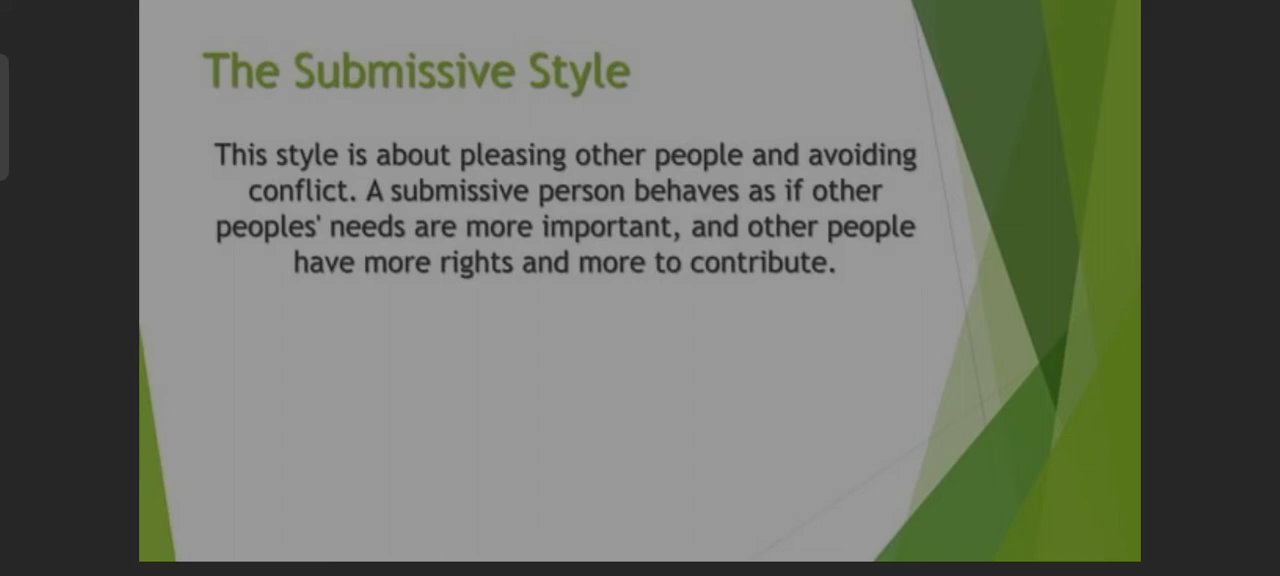 The Submissive Style
This style is about pleasing other people and avoiding
conflict. A submissive person behaves as if other
peoples' needs are more important, and other people
have more rights and more to contribute.